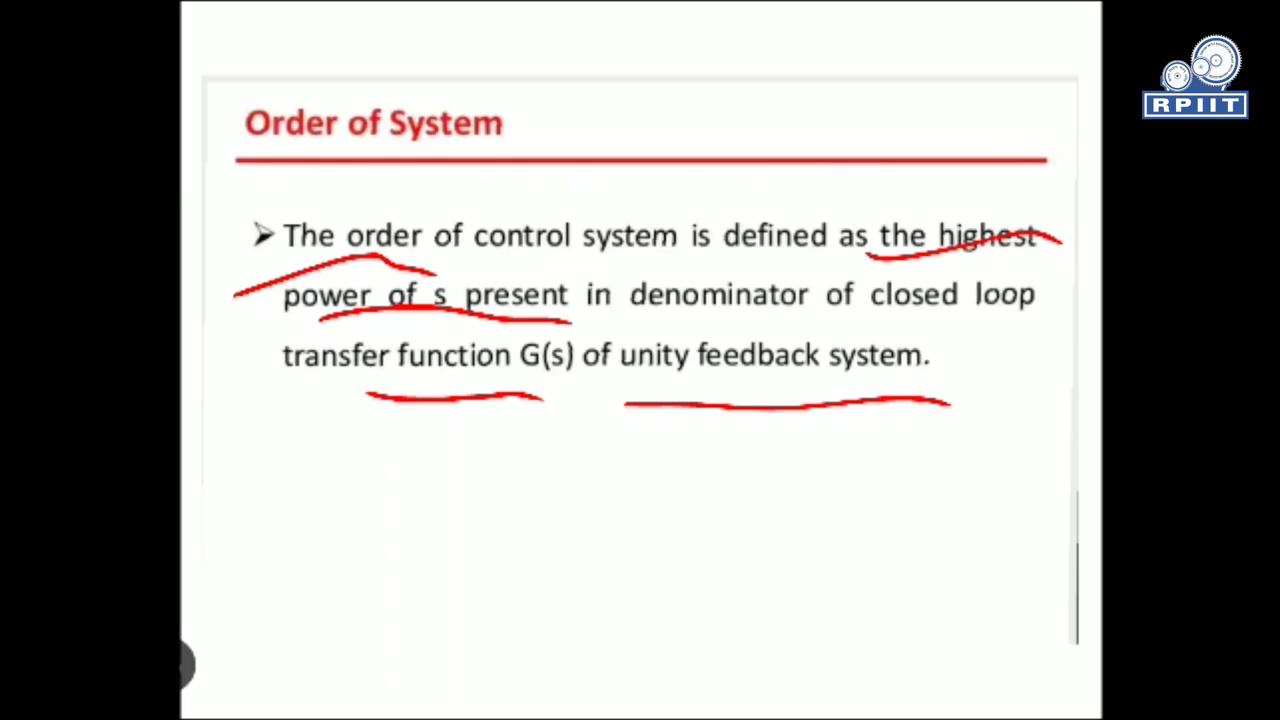 RPIIT
Order of System
➤ The order of control system is defined as the highest
power of s present in denominator of closed loop
transfer function G(s) of unity feedback system.